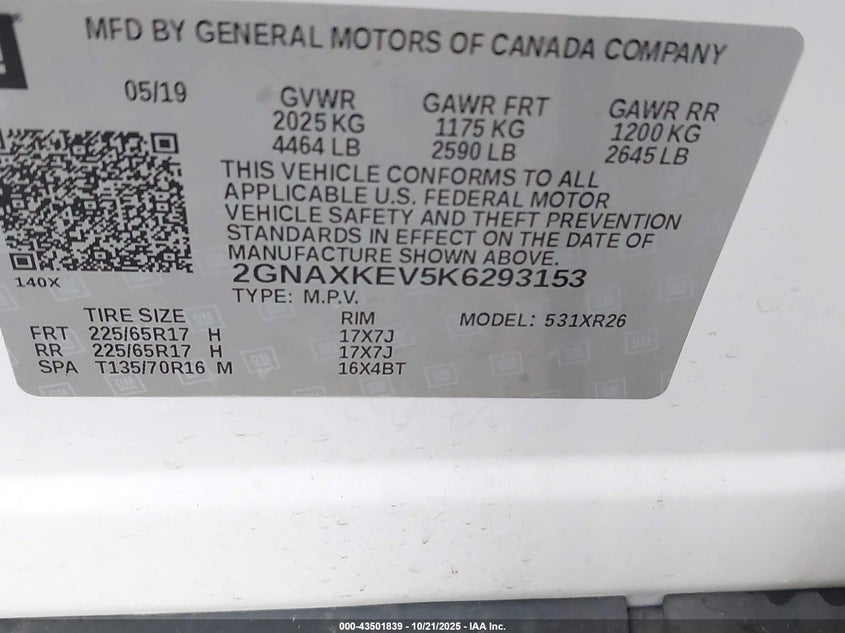 MFD BY GENERAL MOTORS OF CANADA COMPANY
05/19 GVWR GAWR FRT GAWR RR
2025 KG 1175 KG 1200 KG
4464 LB 2590 LB 2645 LB
THIS VEHICLE CONFORMS TO ALL
APPLICABLE U.S. FEDERAL MOTOR
VEHICLE SAFETY AND THEFT PREVENTION
STANDARDS IN EFFECT ON THE DATE OF
MANUFACTURE SHOWN ABOVE.
140X 2GNAXKEV5K6293153
TYPE: M.P.V.
TIRE SIZE RIM MODEL: 531XR26
FRT 225/65R17 H 17X7J
RR 225/65R17 H 17X7J
SPA T135/70R16 M 16X4BT
000-43501839 - 10/21/2025 - IAA Inc.